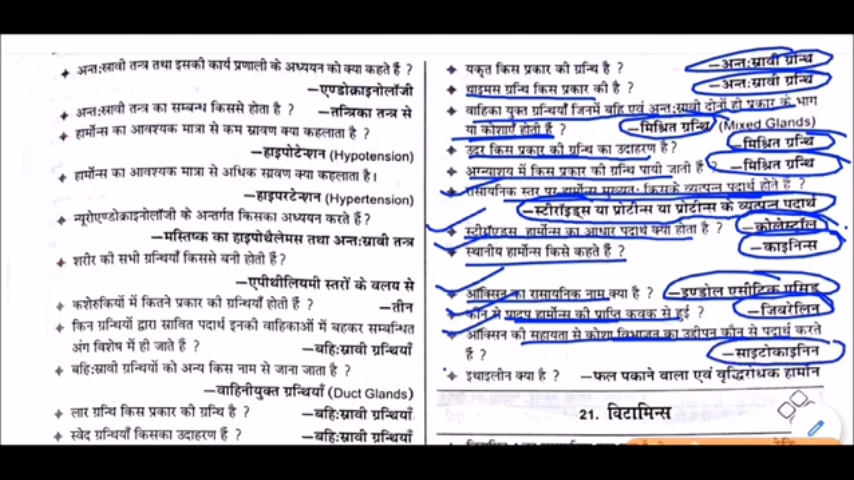 अन्तःस्रावी तन्त्र तथा इसकी कार्य प्रणाली के अध्ययन को क्या कहते हैं ?
—एण्डोक्राइनोलॉजी
अन्तःस्रावी तन्त्र का सम्बन्ध किससे होता है ? —तन्त्रिका तन्त्र से
हार्मोन्स का आवश्यक मात्रा से कम स्रावण क्या कहलाता है ?
—हाइपोटेन्शन (Hypotension)
हार्मोन्स का आवश्यक मात्रा से अधिक स्रावण क्या कहलाता है।
—हाइपरटेन्शन (Hypertension)
न्यूरोएण्डोक्राइनोलॉजी के अन्तर्गत किसका अध्ययन करते हैं?
—मस्तिष्क का हाइपोथैलेमस तथा अन्तःस्रावी तन्त्र
शरीर की सभी ग्रन्थियाँ किससे बनी होती हैं?
—एपीथीलियमी स्तरों के वलय से
कशेरुकियों में कितने प्रकार की ग्रन्थियाँ होती हैं ? —तीन
किन ग्रन्थियों द्वारा स्रावित पदार्थ इनकी वाहिकाओं में बहकर सम्बन्धित
अंग विशेष में ही जाते हैं ? —बहिःस्रावी ग्रन्थियाँ
बहिःस्रावी ग्रन्थियों को अन्य किस नाम से जाना जाता है ?
—वाहिनीयुक्त ग्रन्थियाँ (Duct Glands)
लार ग्रन्थि किस प्रकार की ग्रन्थि है ? —बहिःस्रावी ग्रन्थियाँ
स्वेद ग्रन्थियाँ किसका उदाहरण हैं ? —बहिःस्रावी ग्रन्थियाँ
यकृत किस प्रकार की ग्रन्थि है ? —अन्तःस्रावी ग्रन्थि
थाइमस ग्रन्थि किस प्रकार की है ? —अन्तःस्रावी ग्रन्थि
वाहिका युक्त ग्रन्थियाँ जिनमें बहि एवं अन्तःस्रावी दोनों ही प्रकार के भाग
या कोशाएँ होती हैं ? —मिश्रित ग्रन्थि (Mixed Glands)
उदर किस प्रकार की ग्रन्थि का उदाहरण है ? —मिश्रित ग्रन्थि
अग्न्याशय में किस प्रकार की ग्रन्थि पायी जाती हैं ? —मिश्रित ग्रन्थि
रासायनिक स्तर पर हार्मोन्स मुख्यतः किसके व्युत्पन्न पदार्थ होते हैं ?
—स्टीरॉइड्स या प्रोटीन्स या प्रोटीन्स के व्युत्पन्न पदार्थ
स्टीरॉएड्स हार्मोन्स का आधार पदार्थ क्या होता है ? —कोलेस्टॉल
स्थानीय हार्मोन्स किसे कहते हैं ? —काइनिन्स
ऑक्सिन का रासायनिक नाम क्या है ? —इण्डोल एसीटिक एसिड
कौन से पादप हार्मोन्स की प्राप्ति कवक से हुई ? —जिबरेलिन
ऑक्सिन की सहायता से कोशा विभाजन का उद्दीपन कौन से पदार्थ करते
हैं ? —साइटोकाइनिन
इथाइलीन क्या है ? —फल पकाने वाला एवं वृद्धिरोधक हार्मोन
21. विटामिन्स